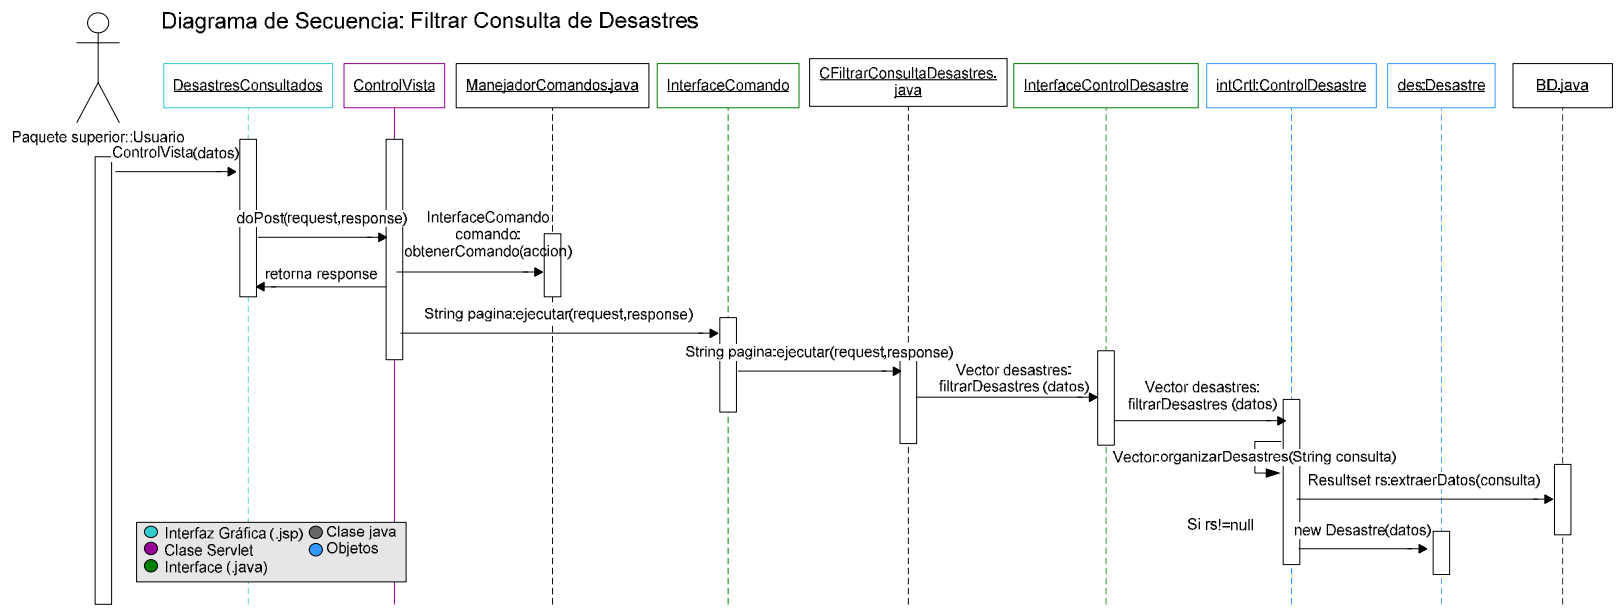 Diagrama de Secuencia: Filtrar Consulta de Desastres
DesastresConsultados
ControlVista
ManejadorComandos.java
InterfaceComando
CFiltrarConsultaDesastres.
java
InterfaceControlDesastre
intCrtl:ControlDesastre
des:Desastre
BD.java
Paquete superior::Usuario
ControlVista(datos)
doPost(request,response)
InterfaceComando
comando:
obtenerComando(accion)
retorna response
String pagina:ejecutar(request,response)
String pagina:ejecutar(request,response)
Vector desastres:
filtrarDesastres (datos)
Vector desastres:
filtrarDesastres (datos)
Vector:organizarDesastres(String consulta)
Resultset rs:extraerDatos(consulta)
Si rs!=null
new Desastre(datos)
Interfaz Gráfica (.jsp)
Clase java
Clase Servlet
Objetos
Interface (.java)